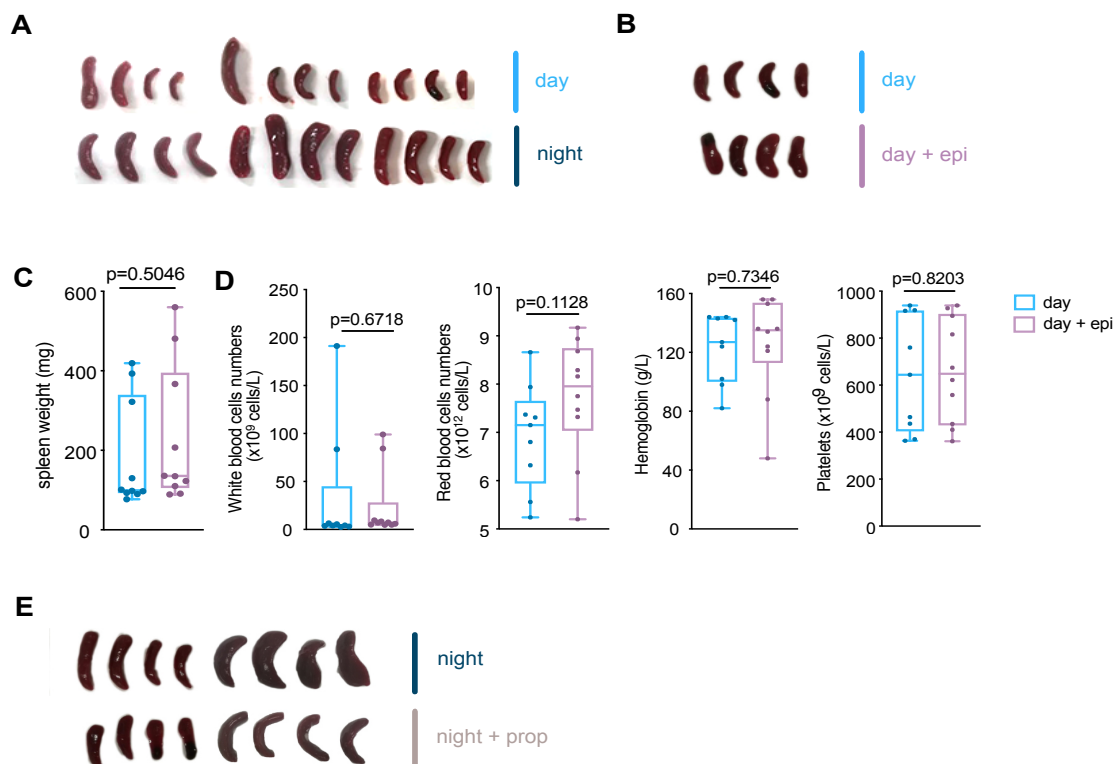 A
B
day
day
night
day + epi
C
D
p=0.5046
p=0.6718
p=0.1128
p=0.7346
p=0.8203
spleen weight (mg)
600
400
200
0
White blood cells numbers
(x10⁹ cells/L)
250
200
150
100
50
0
Red blood cells numbers
(x10¹² cells/L)
10
9
8
7
6
5
Hemoglobin (g/L)
160
120
80
40
0
Platelets (x10⁹ cells/L)
1000
800
600
400
200
0
day
day + epi
E
night
night + prop